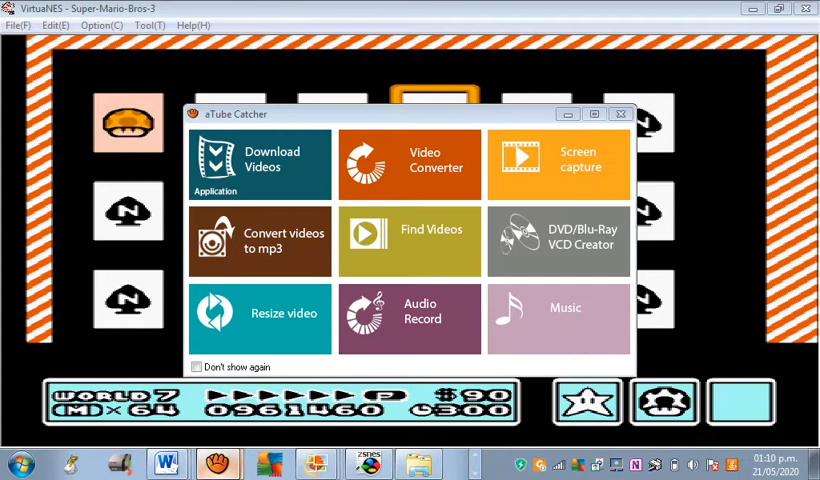 VirtuaNES - Super-Mario-Bros-3
File(F) Edit(E) Option(C) Tool(T) Help(H)
aTube Catcher
Download
Videos
Application
Video
Converter
Screen
capture
Convert videos
to mp3
Find Videos
DVD/Blu-Ray
VCD Creator
Resize video
Audio
Record
Music
Don't show again
N
N
N
N
WORLD 7 P $90
M x 64 0961460 300
zsnes
W
N
01:10 p.m.
21/05/2020